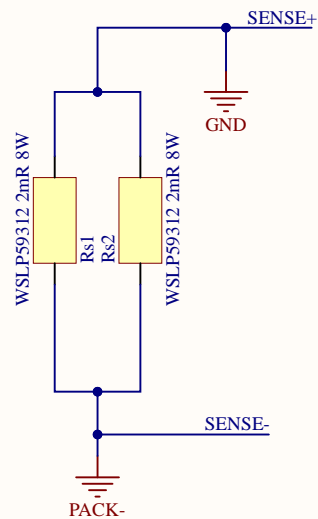 SENSE+
GND
WSLP59312 2mR 8W
Rs1
Rs2
WSLP59312 2mR 8W
SENSE-
PACK-